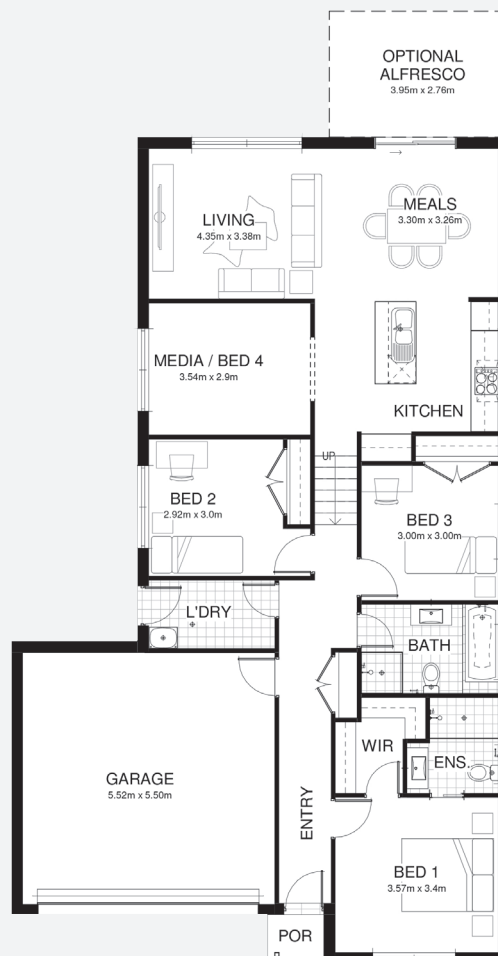 OPTIONAL
ALFRESCO
3.95m x 2.76m
LIVING
4.35m x 3.38m
MEALS
3.30m x 3.26m
MEDIA / BED 4
3.54m x 2.9m
KITCHEN
UP
BED 2
2.92m x 3.0m
BED 3
3.00m x 3.00m
L'DRY
BATH
WIR
ENS.
GARAGE
5.52m x 5.50m
ENTRY
BED 1
3.57m x 3.4m
POR